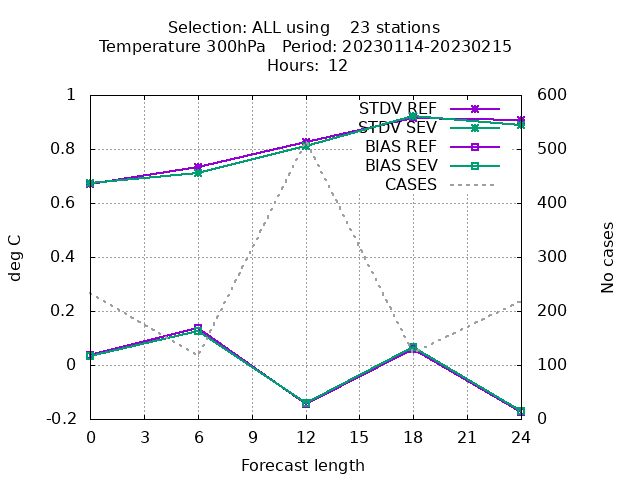 Selection: ALL using 23 stations
Temperature 300hPa Period: 20230114-20230215
Hours: 12
1 600
STDV REF
STDV SEV
0.8 500
BIAS REF
BIAS SEV
CASES
0.6 400
deg C
No cases
0.4 300
0.2 200
0 100
-0.2 0
0 3 6 9 12 15 18 21 24
Forecast length